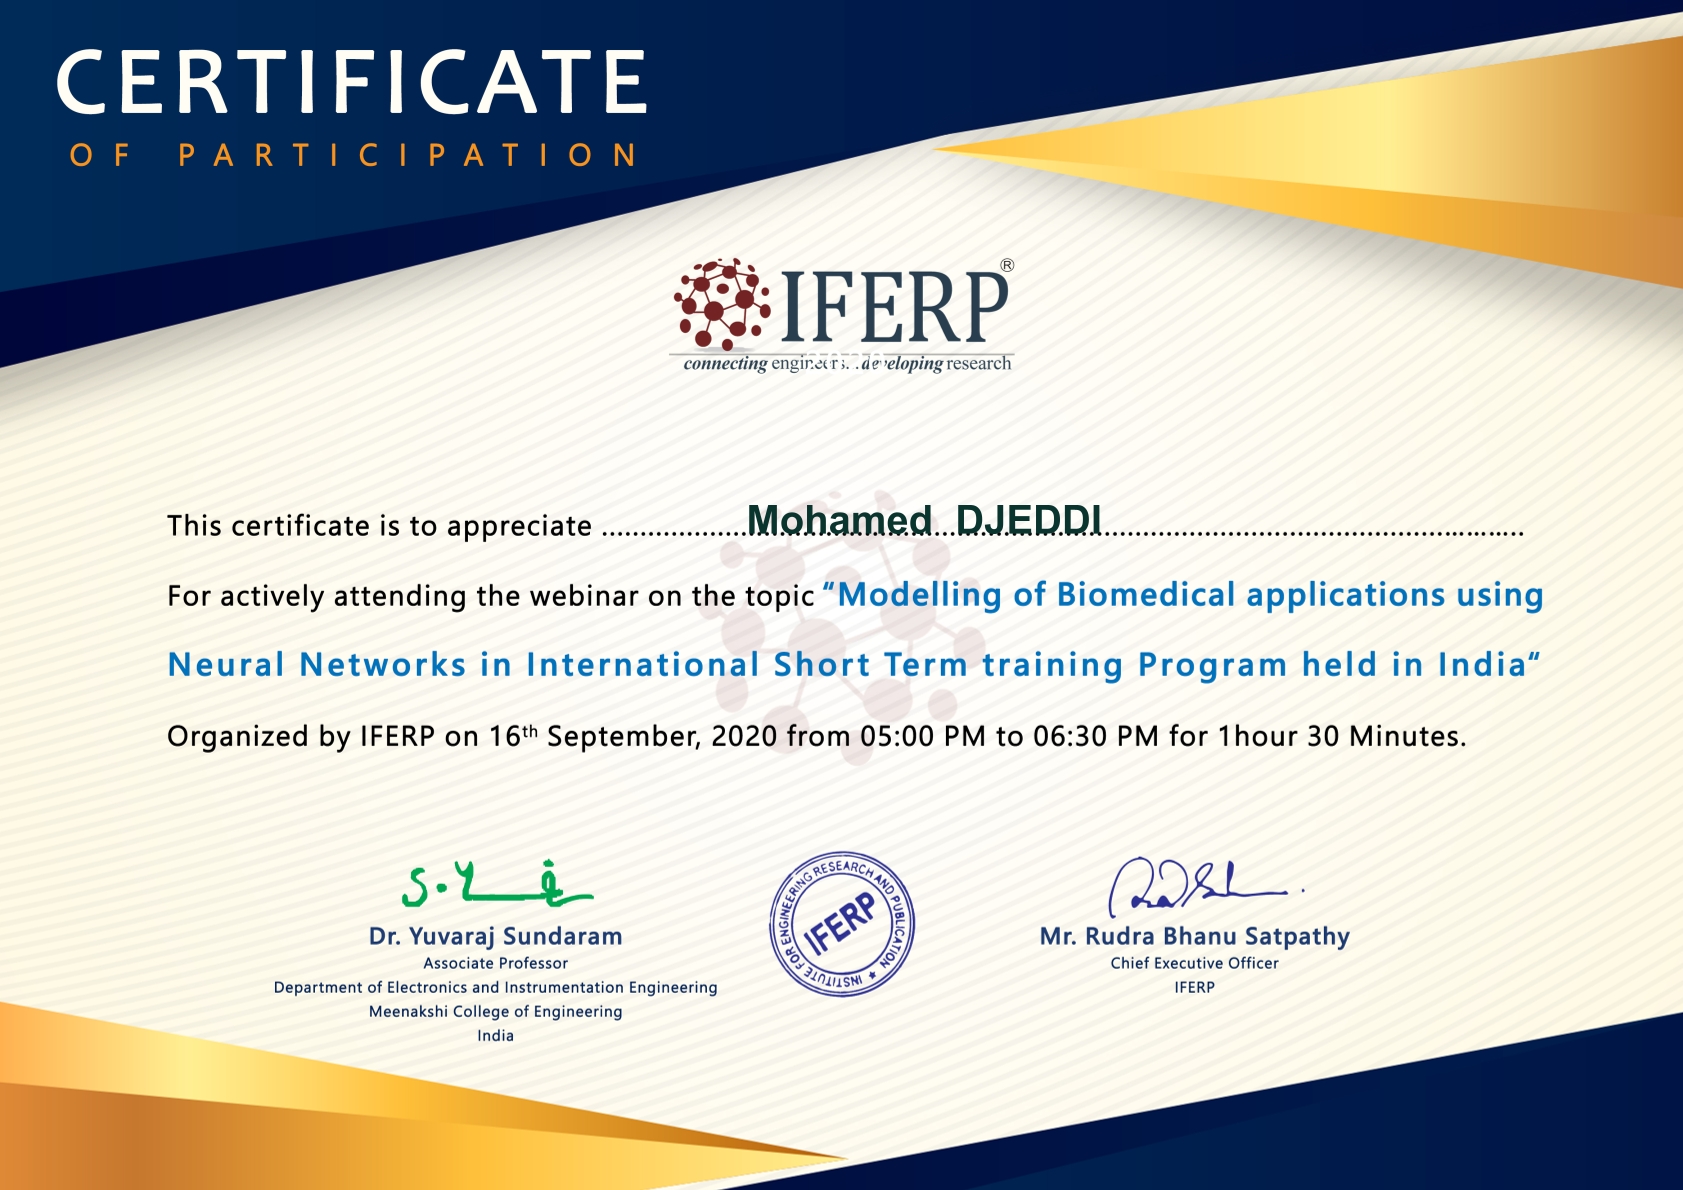 CERTIFICATE
OF PARTICIPATION
IFERP®
connecting engineers...developing research
This certificate is to appreciate ......................................................................................................................
Mohamed DJEDDI
For actively attending the webinar on the topic “Modelling of Biomedical applications using
Neural Networks in International Short Term training Program held in India“
Organized by IFERP on 16th September, 2020 from 05:00 PM to 06:30 PM for 1hour 30 Minutes.
Dr. Yuvaraj Sundaram
Associate Professor
Department of Electronics and Instrumentation Engineering
Meenakshi College of Engineering
India
INSTITUTE FOR ENGINEERING RESEARCH AND PUBLICATION ★
IFERP
Mr. Rudra Bhanu Satpathy
Chief Executive Officer
IFERP